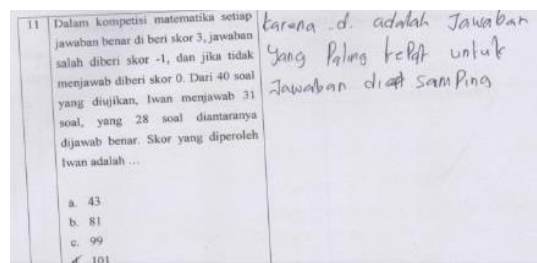 11
Dalam kompetisi matematika setiap
jawaban benar di beri skor 3, jawaban
salah diberi skor -1, dan jika tidak
menjawab diberi skor 0. Dari 40 soal
yang diujikan, Iwan menjawab 31
soal, yang 28 soal diantaranya
dijawab benar. Skor yang diperoleh
Iwan adalah ...
a. 43
b. 81
c. 99
101
karena .d. adalah Jawaban
Yang Paling tepat untuk
Jawaban di samping